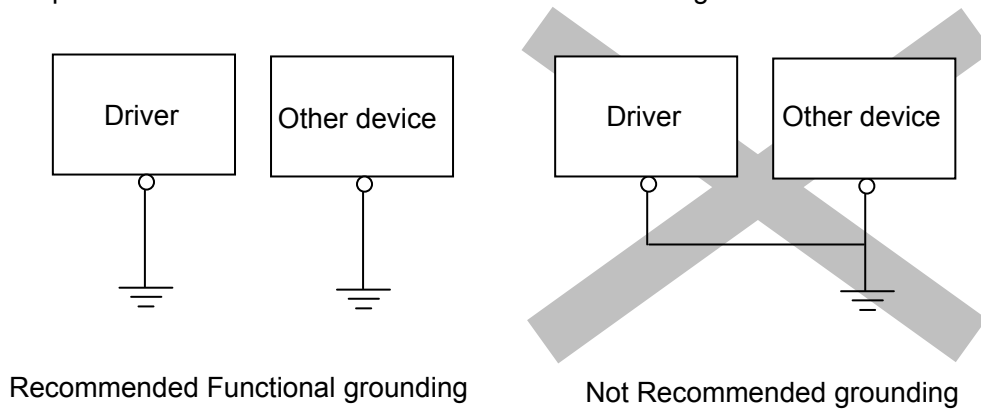 Driver
Other device
Driver
Other device
Recommended Functional grounding
Not Recommended grounding